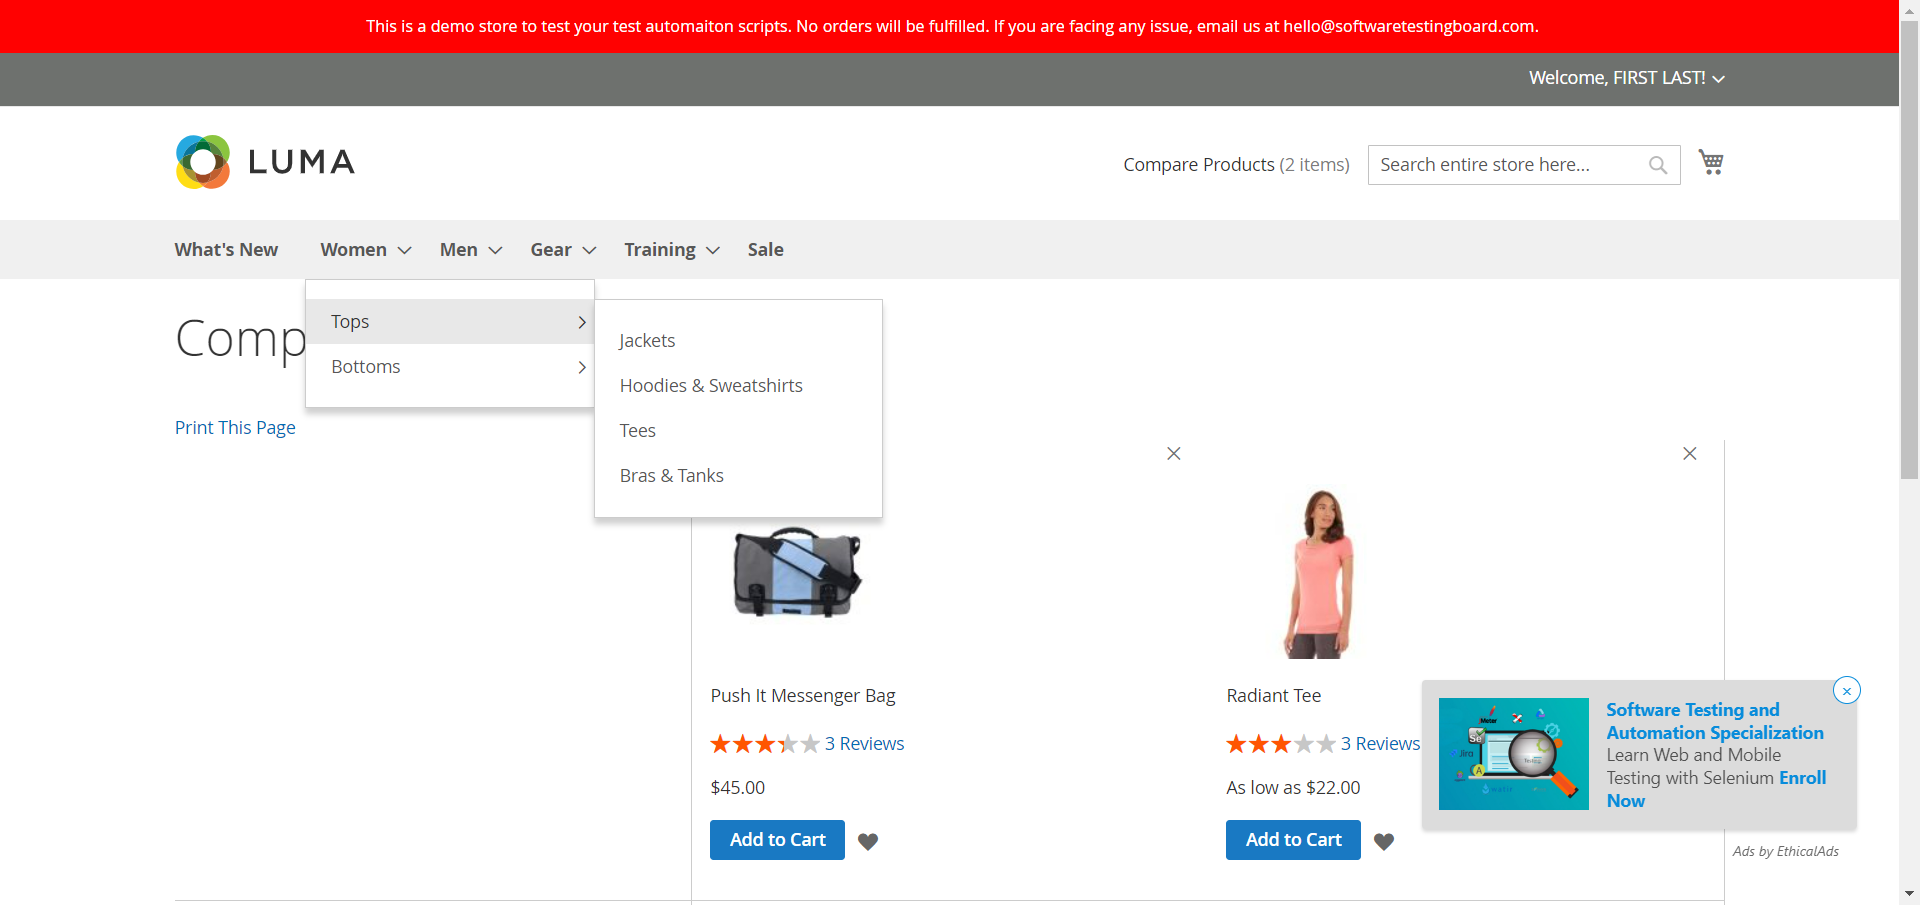 This is a demo store to test your test automaiton scripts. No orders will be fulfilled. If you are facing any issue, email us at hello@softwaretestingboard.com.
Welcome, FIRST LAST!
LUMA
Compare Products (2 items)
Search entire store here...
What's New
Women
Men
Gear
Training
Sale
Comp
Tops
Bottoms
Jackets
Hoodies & Sweatshirts
Tees
Bras & Tanks
Print This Page
Push It Messenger Bag
3 Reviews
$45.00
Add to Cart
Radiant Tee
3 Reviews
As low as $22.00
Add to Cart
Meter
Se
Jira
Software Testing and
Automation Specialization
Learn Web and Mobile
Testing with Selenium Enroll
Now
Ads by EthicalAds